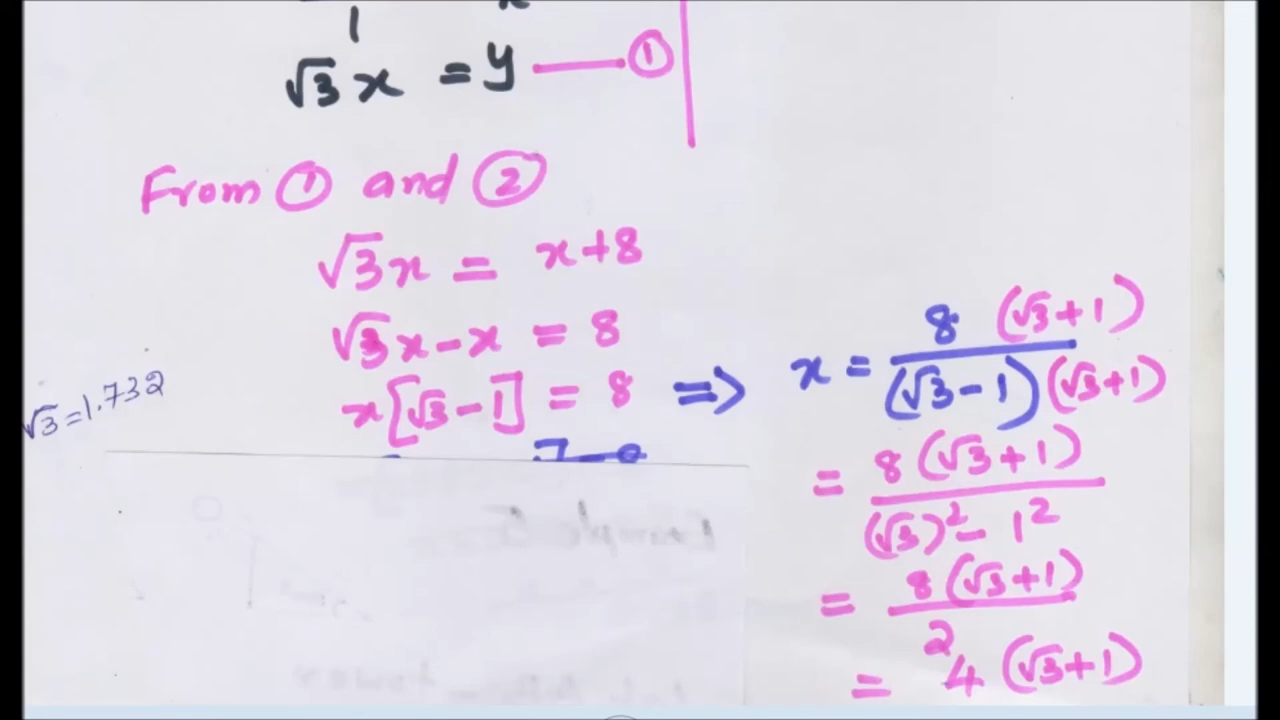 1
√3 x = y —— ①
From ① and ②
√3x = x+8
√3x-x = 8
x[√3-1] = 8 => x = 8 (√3+1) / (√3-1)(√3+1)
√3=1.732
= 8(√3+1) / (√3)² - 1²
= 8(√3+1) / 2
= 4(√3+1)